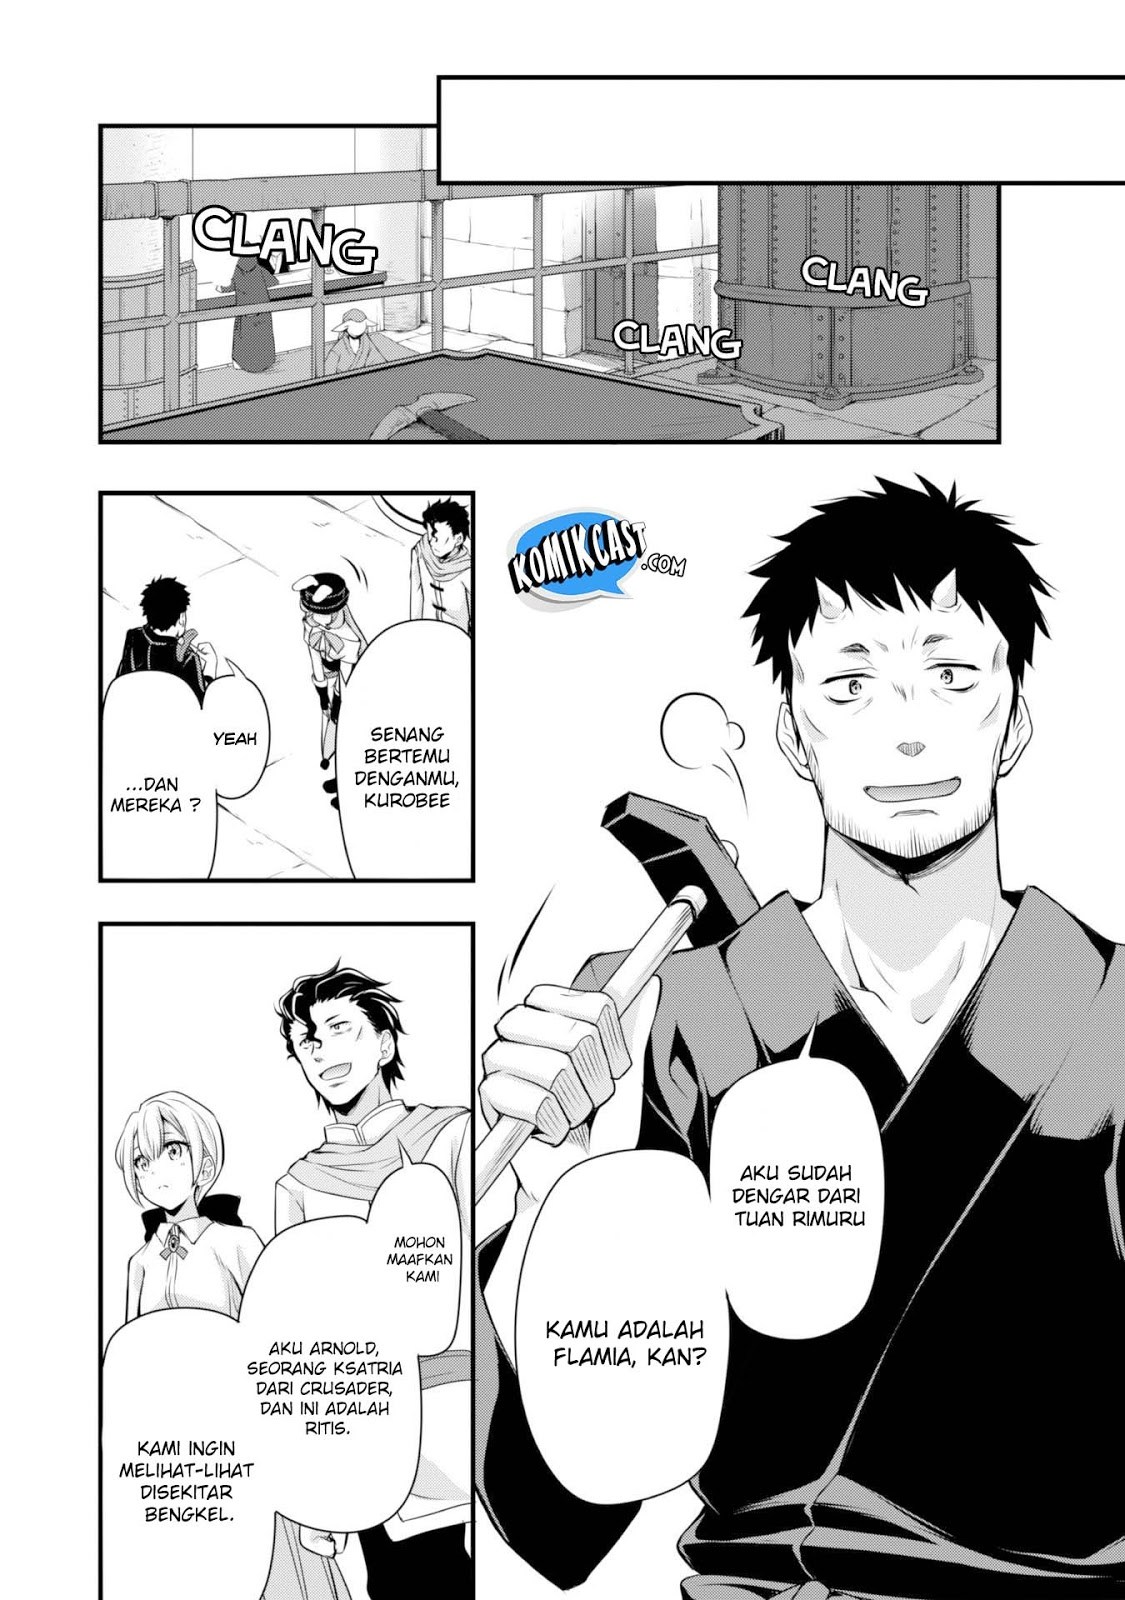 CLANG
CLANG
CLANG
KOMIKCAST
.COM
AKU SUDAH
DENGAR DARI
TUAN RIMURU
KAMU ADALAH
FLAMIA, KAN?
SENANG
BERTEMU
DENGANMU,
KUROBEE
YEAH
...DAN
MEREKA ?
MOHON
MAAFKAN
KAMI
AKU ARNOLD,
SEORANG KSATRIA
DARI CRUSADER,
DAN INI ADALAH
RITIS.
KAMI INGIN
MELIHAT-LIHAT
DISEKITAR
BENGKEL.